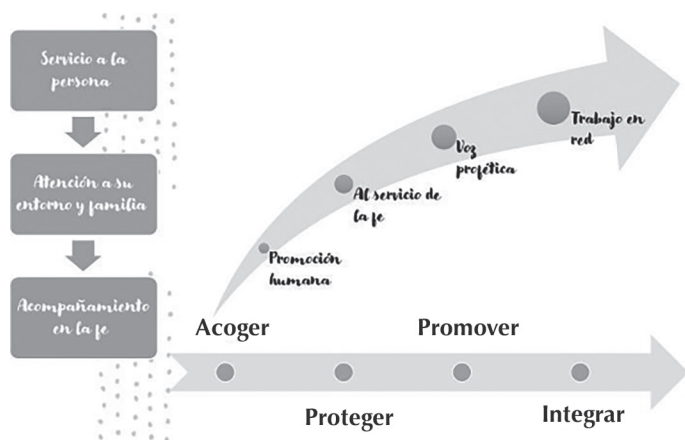 Servicio a la
persona
Atención a su
entorno y familia
Acompañamiento
en la fe
Trabajo en
red
Voz
profética
Al servicio de
la fe
Promoción
humana
Acoger
Promover
Proteger
Integrar